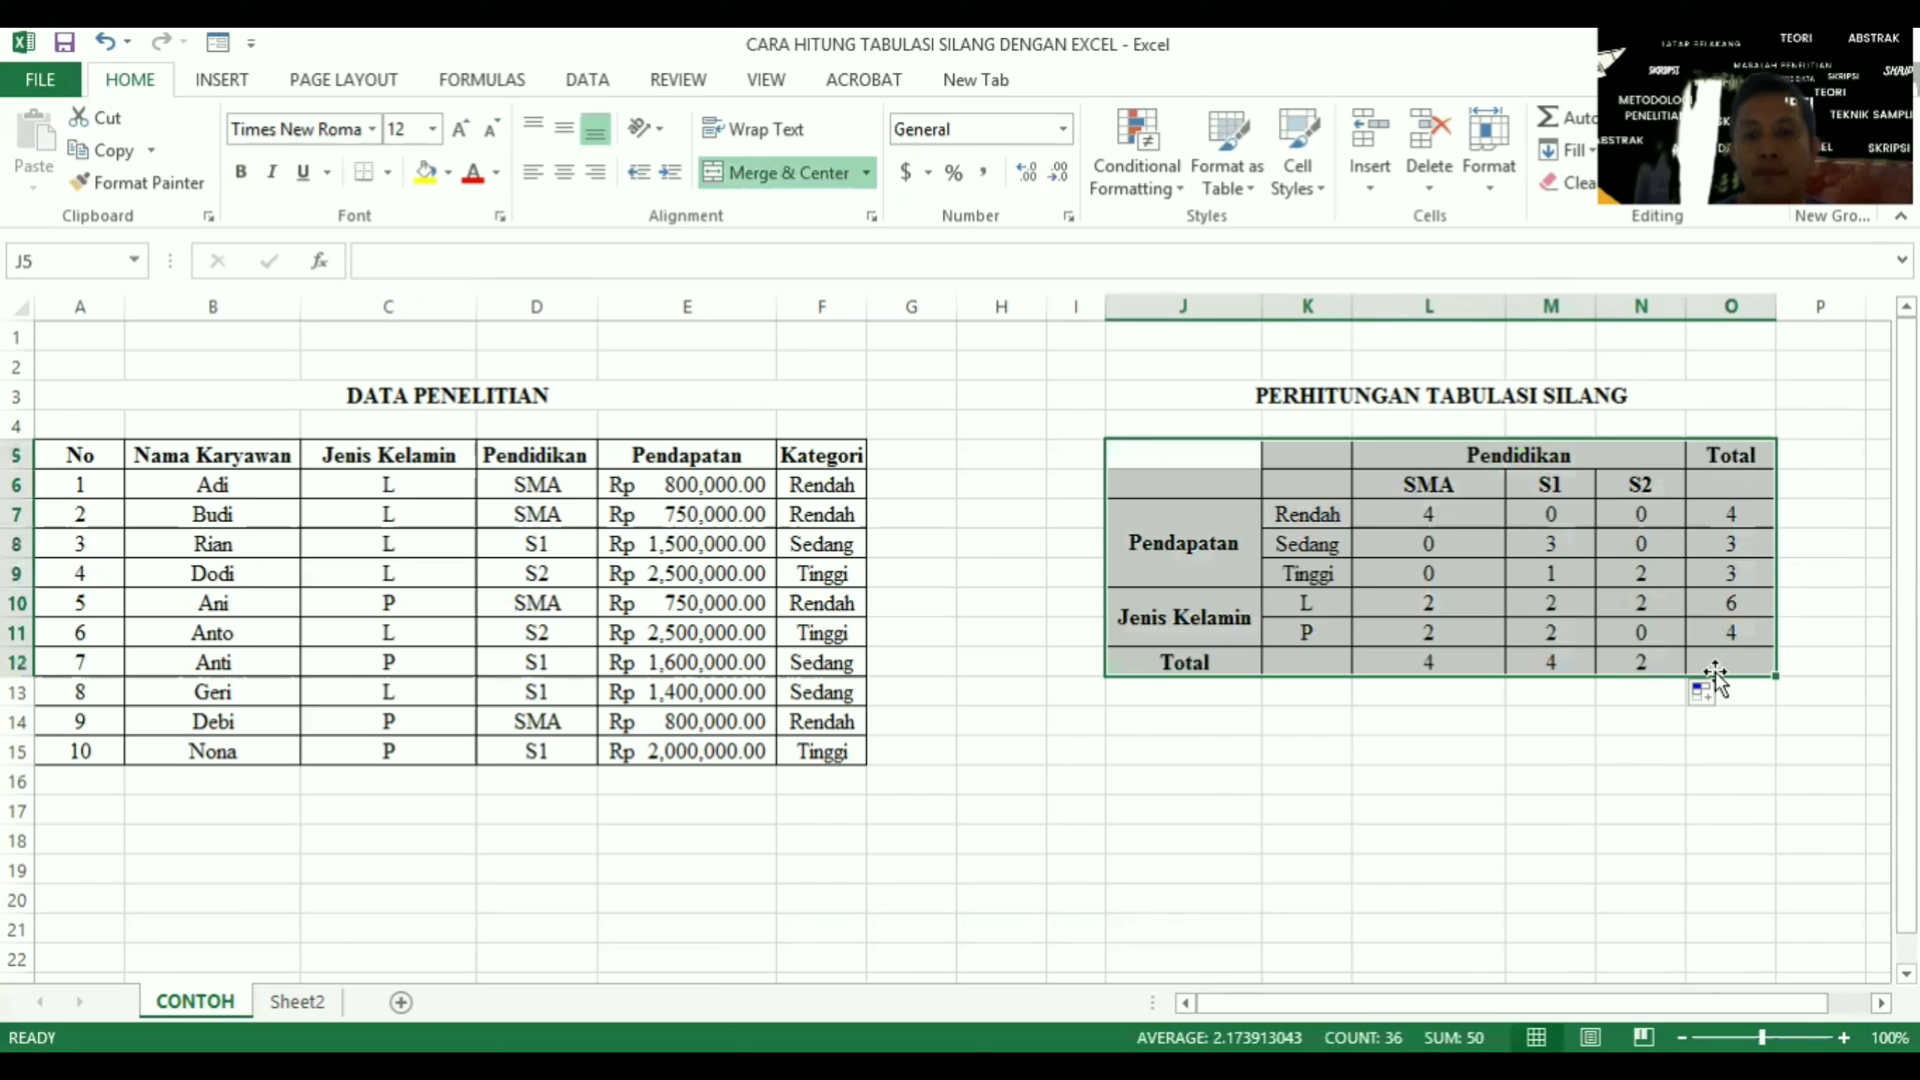 CARA HITUNG TABULASI SILANG DENGAN EXCEL - Excel
FILE HOME INSERT PAGE LAYOUT FORMULAS DATA REVIEW VIEW ACROBAT New Tab
TEORI ABSTRAK
LATAR BELAKANG
MASALAH PENELITIAN
SKRIPSI
SKRIPSI
TEORI
TEKNIK SAMPL
ABSTRAK
SKRIPSI
Paste
Cut
Copy
Format Painter
Clipboard
Times New Roma 12
B I U
Font
Wrap Text
Merge & Center
Alignment
General
$ % ,
Number
Conditional Formatting
Format as Table
Cell Styles
Styles
Insert Delete Format
Cells
Auto
Fill
Clea
Editing
New Gro...
J5
fx
A B C D E F G H I J K L M N O P
1
2
3 DATA PENELITIAN PERHITUNGAN TABULASI SILANG
4
5 No Nama Karyawan Jenis Kelamin Pendidikan Pendapatan Kategori Pendidikan Total
6 1 Adi L SMA Rp 800,000.00 Rendah SMA S1 S2
7 2 Budi L SMA Rp 750,000.00 Rendah Rendah 4 0 0 4
8 3 Rian L S1 Rp 1,500,000.00 Sedang Pendapatan Sedang 0 3 0 3
9 4 Dodi L S2 Rp 2,500,000.00 Tinggi Tinggi 0 1 2 3
10 5 Ani P SMA Rp 750,000.00 Rendah L 2 2 2 6
Jenis Kelamin
11 6 Anto L S2 Rp 2,500,000.00 Tinggi P 2 2 0 4
12 7 Anti P S1 Rp 1,600,000.00 Sedang Total 4 4 2
13 8 Geri L S1 Rp 1,400,000.00 Sedang
14 9 Debi P SMA Rp 800,000.00 Rendah
15 10 Nona P S1 Rp 2,000,000.00 Tinggi
16
17
18
19
20
21
22
CONTOH Sheet2
READY AVERAGE: 2.173913043 COUNT: 36 SUM: 50 100%